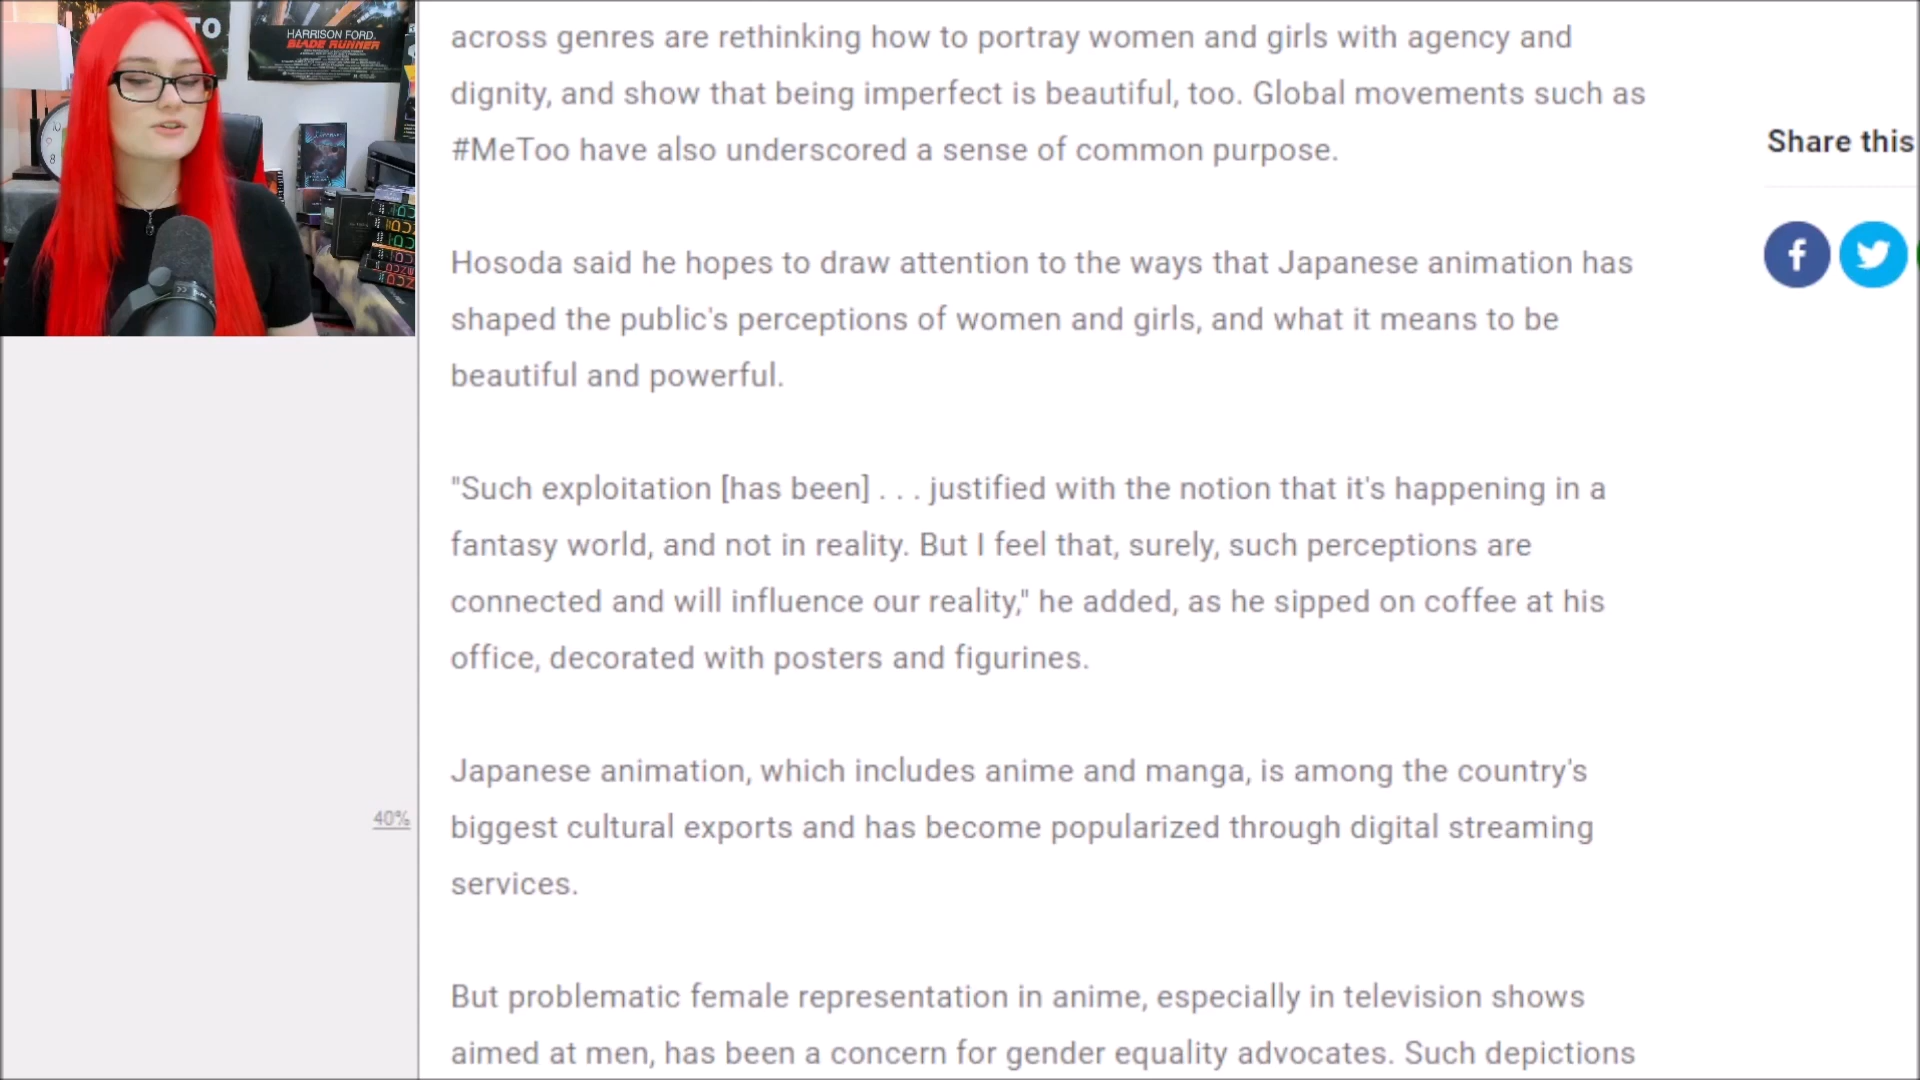 TO
HARRISON FORD.
BLADE RUNNER
across genres are rethinking how to portray women and girls with agency and
dignity, and show that being imperfect is beautiful, too. Global movements such as
#MeToo have also underscored a sense of common purpose.
Hosoda said he hopes to draw attention to the ways that Japanese animation has
shaped the public's perceptions of women and girls, and what it means to be
beautiful and powerful.
"Such exploitation [has been] . . . justified with the notion that it's happening in a
fantasy world, and not in reality. But I feel that, surely, such perceptions are
connected and will influence our reality," he added, as he sipped on coffee at his
office, decorated with posters and figurines.
Japanese animation, which includes anime and manga, is among the country's
40%
biggest cultural exports and has become popularized through digital streaming
services.
But problematic female representation in anime, especially in television shows
aimed at men, has been a concern for gender equality advocates. Such depictions
Share this